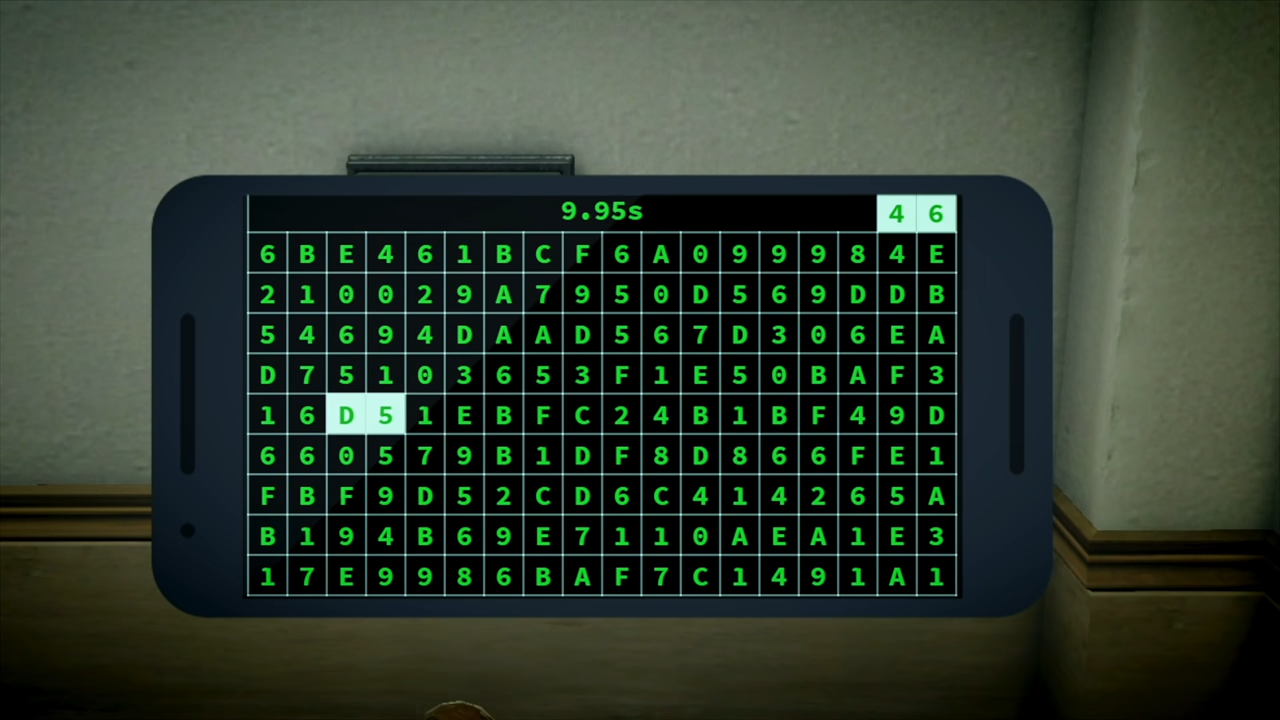 9.95s 4 6
6 B E 4 6 1 B C F 6 A 0 9 9 9 8 4 E
2 1 0 0 2 9 A 7 9 5 0 D 5 6 9 D D B
5 4 6 9 4 D A A D 5 6 7 D 3 0 6 E A
D 7 5 1 0 3 6 5 3 F 1 E 5 0 B A F 3
1 6 D 5 1 E B F C 2 4 B 1 B F 4 9 D
6 6 0 5 7 9 B 1 D F 8 D 8 6 6 F E 1
F B F 9 D 5 2 C D 6 C 4 1 4 2 6 5 A
B 1 9 4 B 6 9 E 7 1 1 0 A E A 1 E 3
1 7 E 9 9 8 6 B A F 7 C 1 4 9 1 A 1